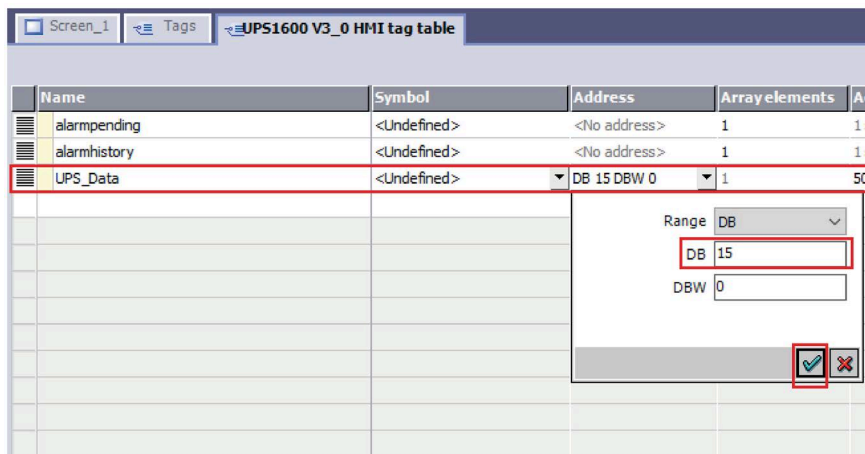 Screen_1 Tags UPS1600 V3_0 HMI tag table
Name Symbol Address Array elements A
alarmpending <Undefined> <No address> 1 1
alarmhistory <Undefined> <No address> 1 1
UPS_Data <Undefined> DB 15 DBW 0 1 50
Range DB
DB 15
DBW 0